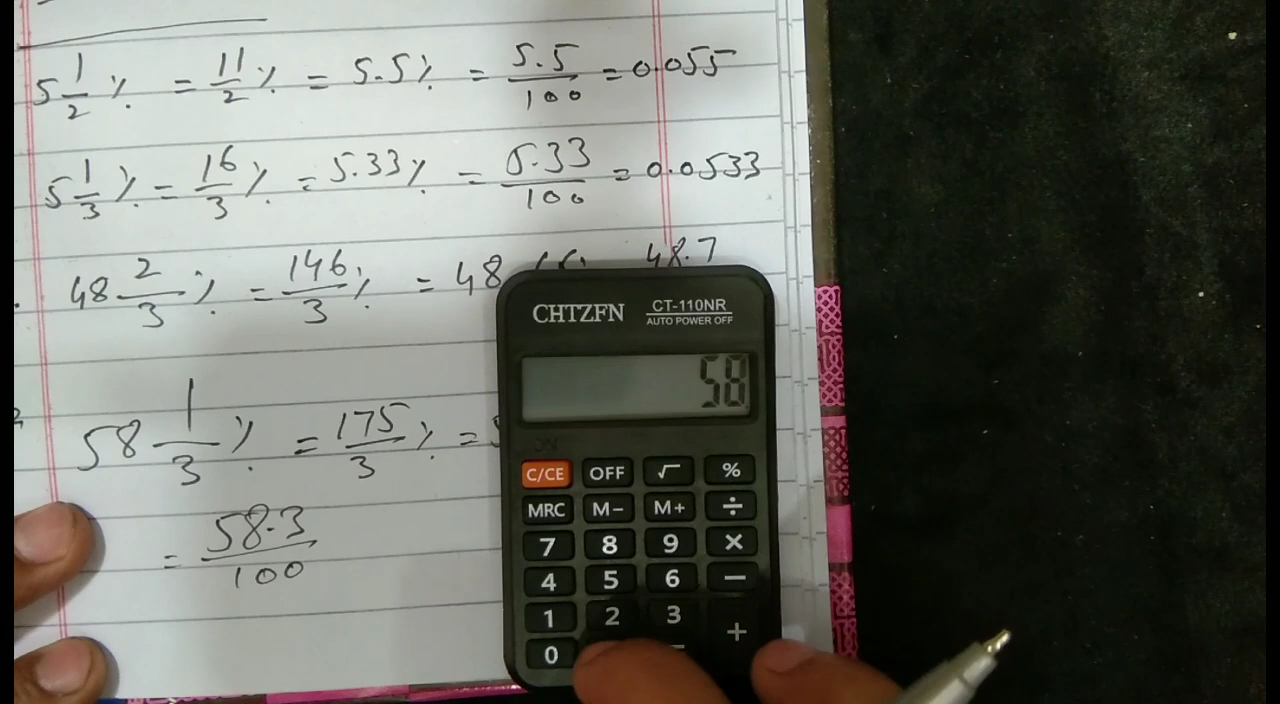 5 1/2 % = 11/2 % = 5.5% = 5.5/100 = 0.055
5 1/3 % = 16/3 % = 5.33% = 5.33/100 = 0.0533
48 2/3 % = 146/3 % = 48 48.7
58 1/3 % = 175/3 % =
= 58.3/100
CHTZFN CT-110NR
AUTO POWER OFF
58
ON
C/CE OFF √ %
MRC M− M+ ÷
7 8 9 ×
4 5 6 −
1 2 3 +
0